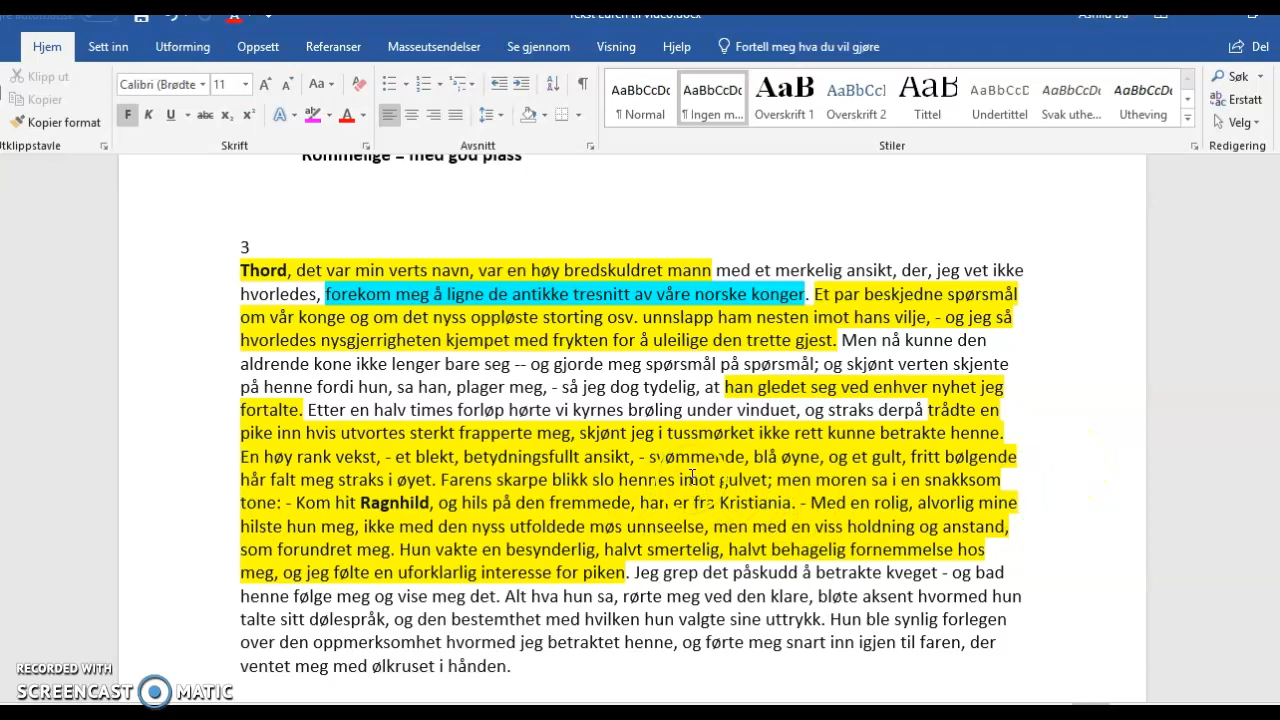 Tekst Luren til video.docx
Hjem Sett inn Utforming Oppsett Referanser Masseutsendelser Se gjennom Visning Hjelp Fortell meg hva du vil gjøre Del
Klipp ut
Kopier
Kopier format
Calibri (Brødte 11
AaBbCcDc AaBbCcDc AaB AaBbCc] AaB AaBbCcD AaBbCcDc AaBbCcDc
¶ Normal ¶ Ingen m... Overskrift 1 Overskrift 2 Tittel Undertittel Svak uthe... Utheving
Søk
Erstatt
Velg
Utklippstavle Skrift Avsnitt Stiler Redigering
Rommelige = med god plass
3
Thord, det var min verts navn, var en høy bredskuldret mann med et merkelig ansikt, der, jeg vet ikke
hvorledes, forekom meg å ligne de antikke tresnitt av våre norske konger. Et par beskjedne spørsmål
om vår konge og om det nyss oppløste storting osv. unnslapp ham nesten imot hans vilje, - og jeg så
hvorledes nysgjerrigheten kjempet med frykten for å uleilige den trette gjest. Men nå kunne den
aldrende kone ikke lenger bare seg -- og gjorde meg spørsmål på spørsmål; og skjønt verten skjente
på henne fordi hun, sa han, plager meg, - så jeg dog tydelig, at han gledet seg ved enhver nyhet jeg
fortalte. Etter en halv times forløp hørte vi kyrnes brøling under vinduet, og straks derpå trådte en
pike inn hvis utvortes sterkt frapperte meg, skjønt jeg i tussmørket ikke rett kunne betrakte henne.
En høy rank vekst, - et blekt, betydningsfullt ansikt, - svømmende, blå øyne, og et gult, fritt bølgende
hår falt meg straks i øyet. Farens skarpe blikk slo hennes imot gulvet; men moren sa i en snakksom
tone: - Kom hit Ragnhild, og hils på den fremmede, han er fra Kristiania. - Med en rolig, alvorlig mine
hilste hun meg, ikke med den nyss utfoldede møs unnseelse, men med en viss holdning og anstand,
som forundret meg. Hun vakte en besynderlig, halvt smertelig, halvt behagelig fornemmelse hos
meg, og jeg følte en uforklarlig interesse for piken. Jeg grep det påskudd å betrakte kveget - og bad
henne følge meg og vise meg det. Alt hva hun sa, rørte meg ved den klare, bløte aksent hvormed hun
talte sitt dølespråk, og den bestemthet med hvilken hun valgte sine uttrykk. Hun ble synlig forlegen
over den oppmerksomhet hvormed jeg betraktet henne, og førte meg snart inn igjen til faren, der
ventet meg med ølkruset i hånden.
RECORDED WITH
SCREENCAST MATIC